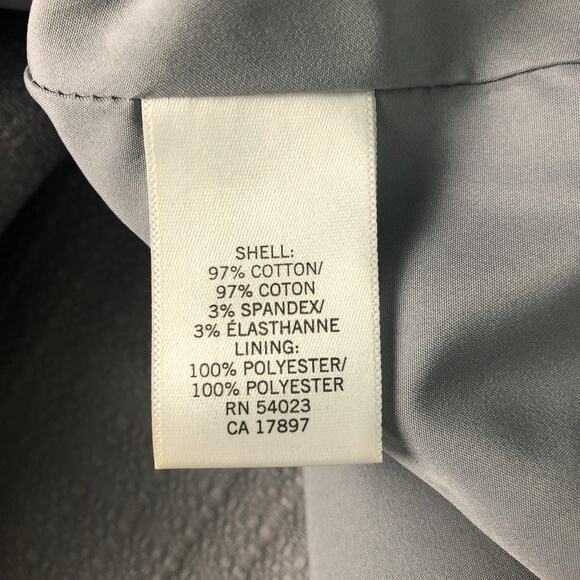 SHELL:
97% COTTON/
97% COTON
3% SPANDEX/
3% ÉLASTHANNE
LINING:
100% POLYESTER/
100% POLYESTER
RN 54023
CA 17897